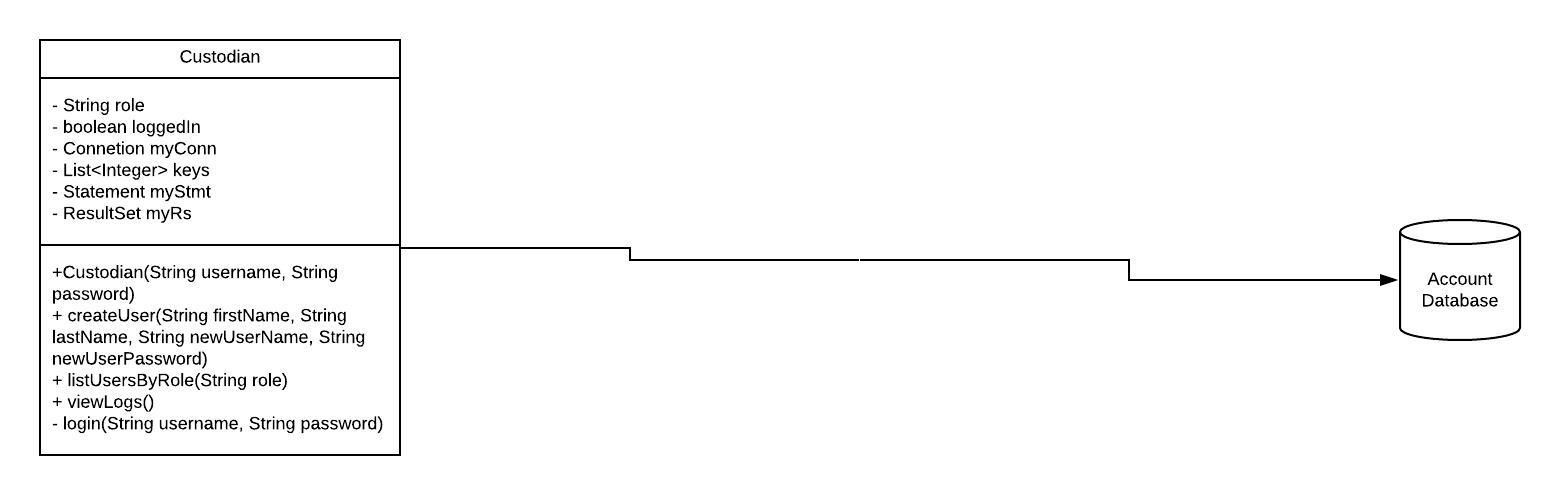 Custodian
- String role
- boolean loggedIn
- Connetion myConn
- List<Integer> keys
- Statement myStmt
- ResultSet myRs
+Custodian(String username, String
password)
+ createUser(String firstName, String
lastName, String newUserName, String
newUserPassword)
+ listUsersByRole(String role)
+ viewLogs()
- login(String username, String password)
Account
Database